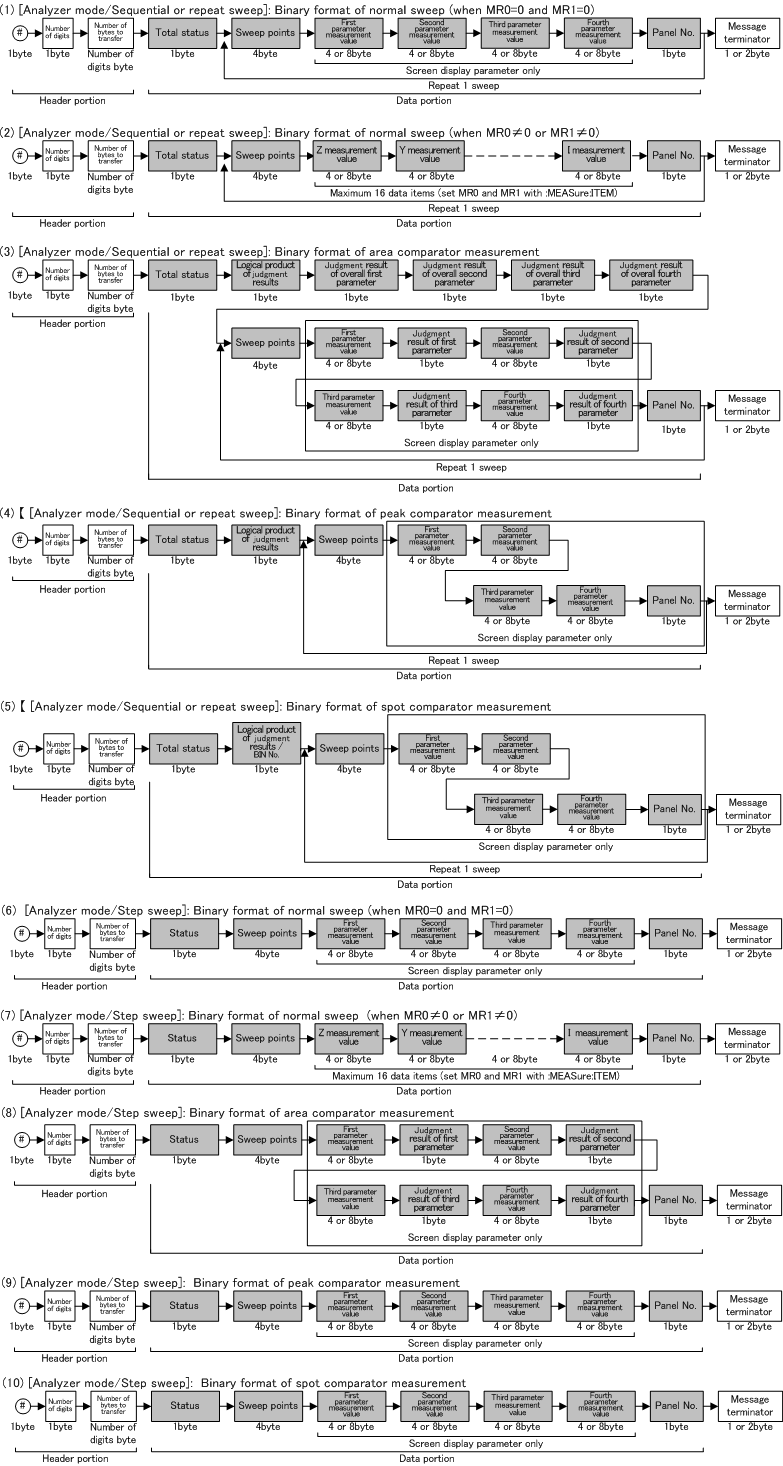 (1) [Analyzer mode/Sequential or repeat sweep]: Binary format of normal sweep (when MR0=0 and MR1=0)
# Number of digits Number of bytes to transfer Total status Sweep points First parameter measurement value Second parameter measurement value Third parameter measurement value Fourth parameter measurement value Panel No. Message terminator
1byte 1byte Number of digits byte 1byte 4byte 4 or 8byte 4 or 8byte 4 or 8byte 4 or 8byte 1byte 1 or 2byte
Screen display parameter only
Repeat 1 sweep
Header portion Data portion
(2) [Analyzer mode/Sequential or repeat sweep]: Binary format of normal sweep (when MR0≠0 or MR1≠0)
# Number of digits Number of bytes to transfer Total status Sweep points Z measurement value Y measurement value I measurement value Panel No. Message terminator
1byte 1byte Number of digits byte 1byte 4byte 4 or 8byte 4 or 8byte 4 or 8byte 1byte 1 or 2byte
Maximum 16 data items (set MR0 and MR1 with :MEASure:ITEM)
Repeat 1 sweep
Header portion Data portion
(3) [Analyzer mode/Sequential or repeat sweep]: Binary format of area comparator measurement
# Number of digits Number of bytes to transfer Total status Logical product of judgment results Judgment result of overall first parameter Judgment result of overall second parameter Judgment result of overall third parameter Judgment result of overall fourth parameter
1byte 1byte Number of digits byte 1byte 1byte 1byte 1byte 1byte 1byte
Header portion
Sweep points First parameter measurement value Judgment result of first parameter Second parameter measurement value Judgment result of second parameter
4byte 4 or 8byte 1byte 4 or 8byte 1byte
Third parameter measurement value Judgment result of third parameter Fourth parameter measurement value Judgment result of fourth parameter Panel No. Message terminator
4 or 8byte 1byte 4 or 8byte 1byte 1byte 1 or 2byte
Screen display parameter only
Repeat 1 sweep
Data portion
(4)【 [Analyzer mode/Sequential or repeat sweep]: Binary format of peak comparator measurement
# Number of digits Number of bytes to transfer Total status Logical product of judgment results Sweep points First parameter measurement value Second parameter measurement value
1byte 1byte Number of digits byte 1byte 1byte 4byte 4 or 8byte 4 or 8byte
Header portion
Third parameter measurement value Fourth parameter measurement value Panel No. Message terminator
4 or 8byte 4 or 8byte 1byte 1 or 2byte
Screen display parameter only
Repeat 1 sweep
Data portion
(5)【 [Analyzer mode/Sequential or repeat sweep]: Binary format of spot comparator measurement
# Number of digits Number of bytes to transfer Total status Logical product of judgment results / BIN No. Sweep points First parameter measurement value Second parameter measurement value
1byte 1byte Number of digits byte 1byte 1byte 4byte 4 or 8byte 4 or 8byte
Header portion
Third parameter measurement value Fourth parameter measurement value Panel No. Message terminator
4 or 8byte 4 or 8byte 1byte 1 or 2byte
Screen display parameter only
Repeat 1 sweep
Data portion
(6) [Analyzer mode/Step sweep]: Binary format of normal sweep (when MR0=0 and MR1=0)
# Number of digits Number of bytes to transfer Status Sweep points First parameter measurement value Second parameter measurement value Third parameter measurement value Fourth parameter measurement value Panel No. Message terminator
1byte 1byte Number of digits byte 1byte 4byte 4 or 8byte 4 or 8byte 4 or 8byte 4 or 8byte 1byte 1 or 2byte
Screen display parameter only
Header portion Data portion
(7) [Analyzer mode/Step sweep]: Binary format of normal sweep (when MR0≠0 or MR1≠0)
# Number of digits Number of bytes to transfer Status Sweep points Z measurement value Y measurement value I measurement value Panel No. Message terminator
1byte 1byte Number of digits byte 1byte 4byte 4 or 8byte 4 or 8byte 4 or 8byte 4 or 8byte 1byte 1 or 2byte
Maximum 16 data items (set MR0 and MR1 with :MEASure:ITEM)
Header portion Data portion
(8) [Analyzer mode/Step sweep]: Binary format of area comparator measurement
# Number of digits Number of bytes to transfer Status Sweep points First parameter measurement value Judgment result of first parameter Second parameter measurement value Judgment result of second parameter
1byte 1byte Number of digits byte 1byte 4byte 4 or 8byte 1byte 4 or 8byte 1byte
Header portion
Third parameter measurement value Judgment result of third parameter Fourth parameter measurement value Judgment result of fourth parameter Panel No. Message terminator
4 or 8byte 1byte 4 or 8byte 1byte 1byte 1 or 2byte
Screen display parameter only
Data portion
(9) [Analyzer mode/Step sweep]: Binary format of peak comparator measurement
# Number of digits Number of bytes to transfer Status Sweep points First parameter measurement value Second parameter measurement value Third parameter measurement value Fourth parameter measurement value Panel No. Message terminator
1byte 1byte Number of digits byte 1byte 4byte 4 or 8byte 4 or 8byte 4 or 8byte 4 or 8byte 1byte 1 or 2byte
Screen display parameter only
Header portion Data portion
(10) [Analyzer mode/Step sweep]: Binary format of spot comparator measurement
# Number of digits Number of bytes to transfer Status Sweep points First parameter measurement value Second parameter measurement value Third parameter measurement value Fourth parameter measurement value Panel No. Message terminator
1byte 1byte Number of digits byte 1byte 4byte 4 or 8byte 4 or 8byte 4 or 8byte 4 or 8byte 1byte 1 or 2byte
Screen display parameter only
Header portion Data portion